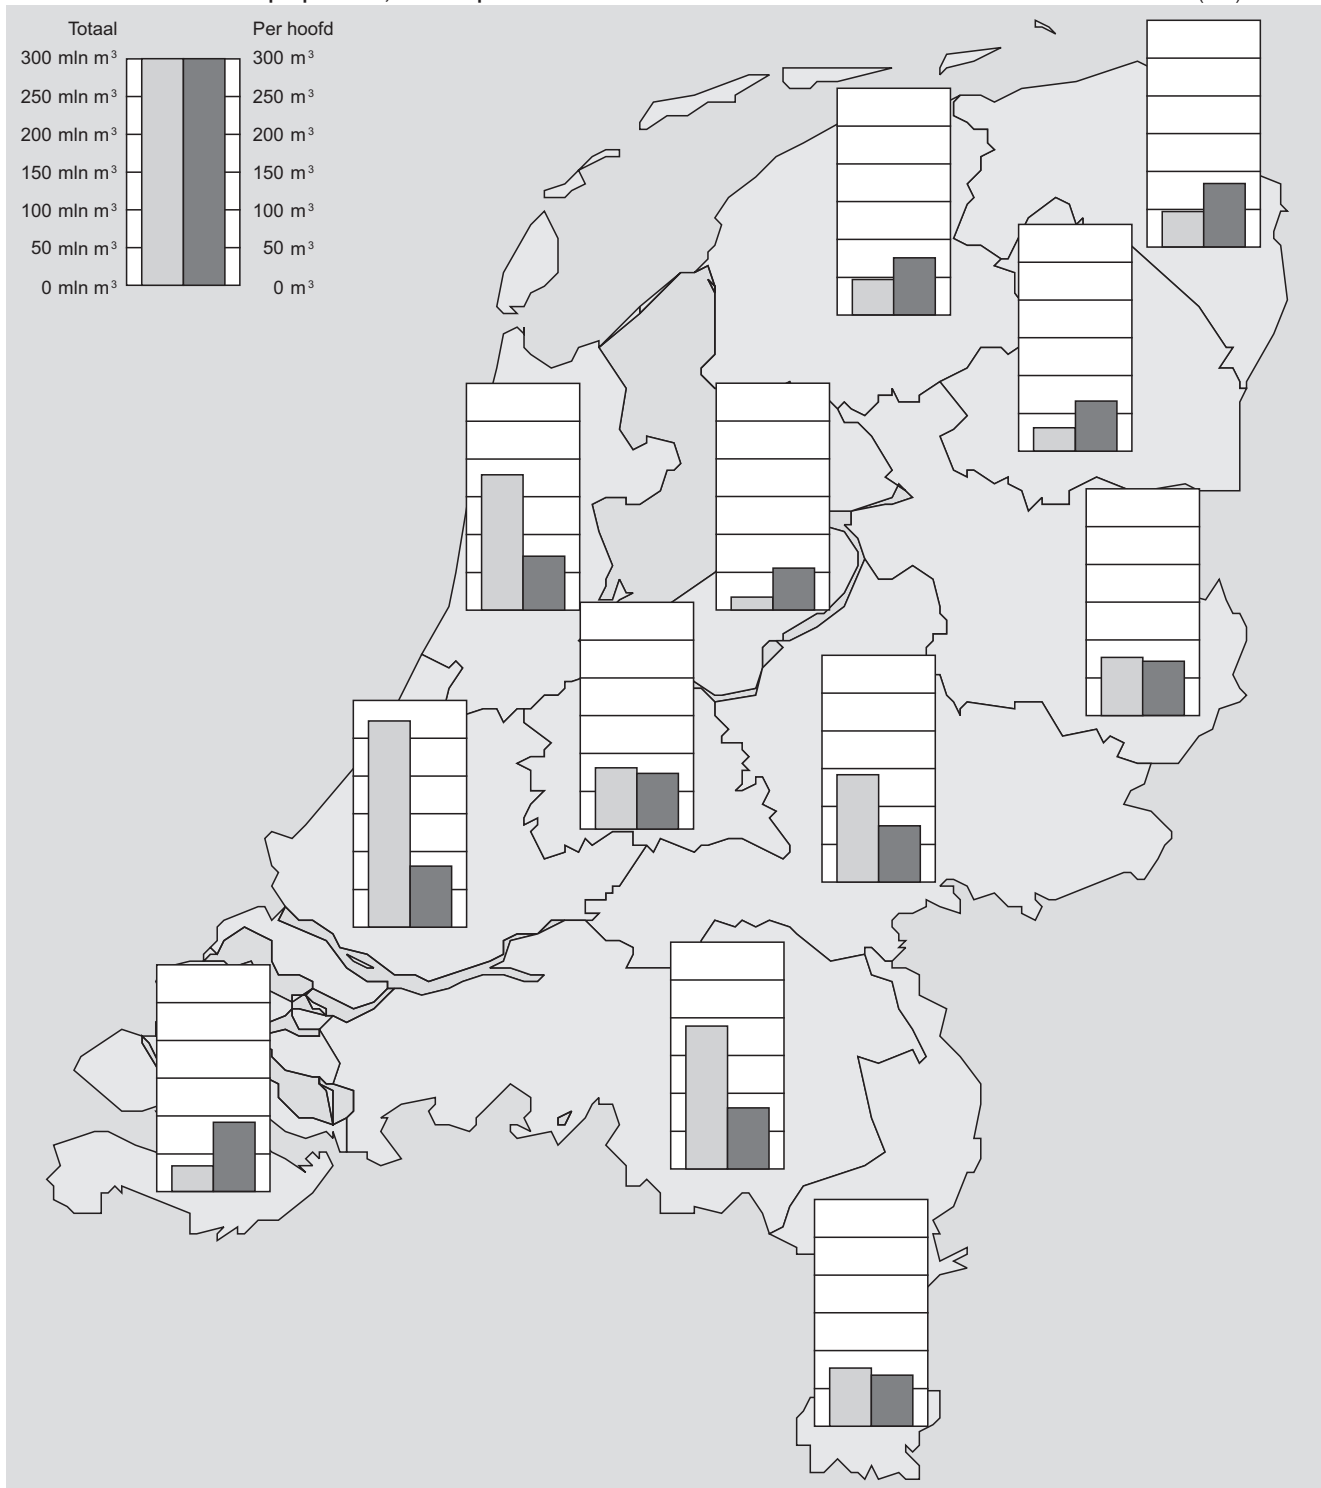 Totaal Per hoofd
300 mln m³ 300 m³
250 mln m³ 250 m³
200 mln m³ 200 m³
150 mln m³ 150 m³
100 mln m³ 100 m³
50 mln m³ 50 m³
0 mln m³ 0 m³